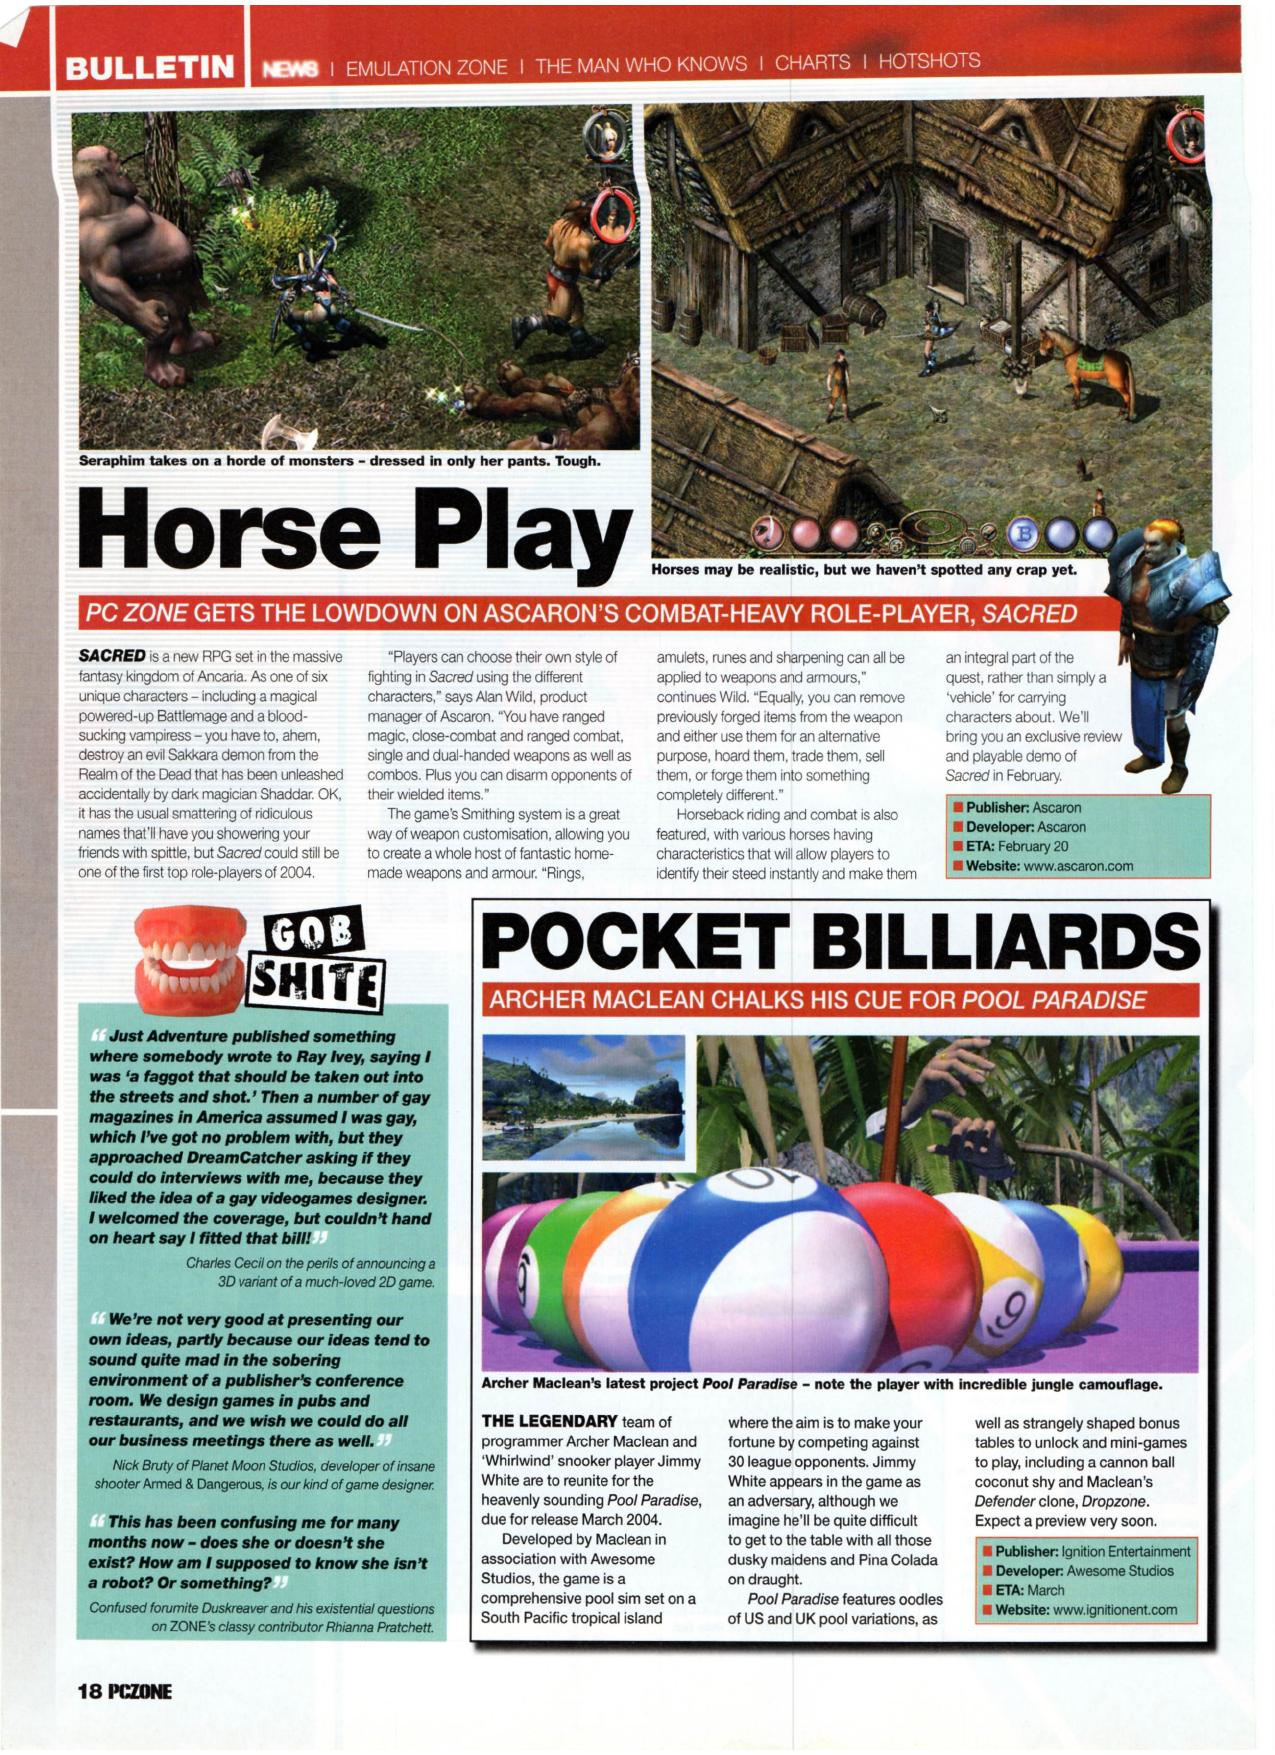 BULLETIN
NEWS | EMULATION ZONE | THE MAN WHO KNOWS | CHARTS | HOTSHOTS
Seraphim takes on a horde of monsters – dressed in only her pants. Tough.
Horses may be realistic, but we haven't spotted any crap yet.
Horse Play
PC ZONE GETS THE LOWDOWN ON ASCARON'S COMBAT-HEAVY ROLE-PLAYER, SACRED
SACRED is a new RPG set in the massive
fantasy kingdom of Ancaria. As one of six
unique characters – including a magical
powered-up Battlemage and a blood-
sucking vampiress – you have to, ahem,
destroy an evil Sakkara demon from the
Realm of the Dead that has been unleashed
accidentally by dark magician Shaddar. OK,
it has the usual smattering of ridiculous
names that'll have you showering your
friends with spittle, but Sacred could still be
one of the first top role-players of 2004.
"Players can choose their own style of
fighting in Sacred using the different
characters," says Alan Wild, product
manager of Ascaron. "You have ranged
magic, close-combat and ranged combat,
single and dual-handed weapons as well as
combos. Plus you can disarm opponents of
their wielded items."
The game's Smithing system is a great
way of weapon customisation, allowing you
to create a whole host of fantastic home-
made weapons and armour. "Rings,
amulets, runes and sharpening can all be
applied to weapons and armours,"
continues Wild. "Equally, you can remove
previously forged items from the weapon
and either use them for an alternative
purpose, hoard them, trade them, sell
them, or forge them into something
completely different."
Horseback riding and combat is also
featured, with various horses having
characteristics that will allow players to
identify their steed instantly and make them
an integral part of the
quest, rather than simply a
'vehicle' for carrying
characters about. We'll
bring you an exclusive review
and playable demo of
Sacred in February.
Publisher: Ascaron
Developer: Ascaron
ETA: February 20
Website: www.ascaron.com
GOB
SHITE
“Just Adventure published something
where somebody wrote to Ray Ivey, saying I
was 'a faggot that should be taken out into
the streets and shot.' Then a number of gay
magazines in America assumed I was gay,
which I've got no problem with, but they
approached DreamCatcher asking if they
could do interviews with me, because they
liked the idea of a gay videogames designer.
I welcomed the coverage, but couldn't hand
on heart say I fitted that bill!”
Charles Cecil on the perils of announcing a
3D variant of a much-loved 2D game.
“We're not very good at presenting our
own ideas, partly because our ideas tend to
sound quite mad in the sobering
environment of a publisher's conference
room. We design games in pubs and
restaurants, and we wish we could do all
our business meetings there as well.”
Nick Bruty of Planet Moon Studios, developer of insane
shooter Armed & Dangerous, is our kind of game designer.
“This has been confusing me for many
months now – does she or doesn't she
exist? How am I supposed to know she isn't
a robot? Or something?”
Confused forumite Duskreaver and his existential questions
on ZONE's classy contributor Rhianna Pratchett.
POCKET BILLIARDS
ARCHER MACLEAN CHALKS HIS CUE FOR POOL PARADISE
Archer Maclean's latest project Pool Paradise – note the player with incredible jungle camouflage.
THE LEGENDARY team of
programmer Archer Maclean and
'Whirlwind' snooker player Jimmy
White are to reunite for the
heavenly sounding Pool Paradise,
due for release March 2004.
Developed by Maclean in
association with Awesome
Studios, the game is a
comprehensive pool sim set on a
South Pacific tropical island
where the aim is to make your
fortune by competing against
30 league opponents. Jimmy
White appears in the game as
an adversary, although we
imagine he'll be quite difficult
to get to the table with all those
dusky maidens and Pina Colada
on draught.
Pool Paradise features oodles
of US and UK pool variations, as
well as strangely shaped bonus
tables to unlock and mini-games
to play, including a cannon ball
coconut shy and Maclean's
Defender clone, Dropzone.
Expect a preview very soon.
Publisher: Ignition Entertainment
Developer: Awesome Studios
ETA: March
Website: www.ignitionent.com
18 PCZONE